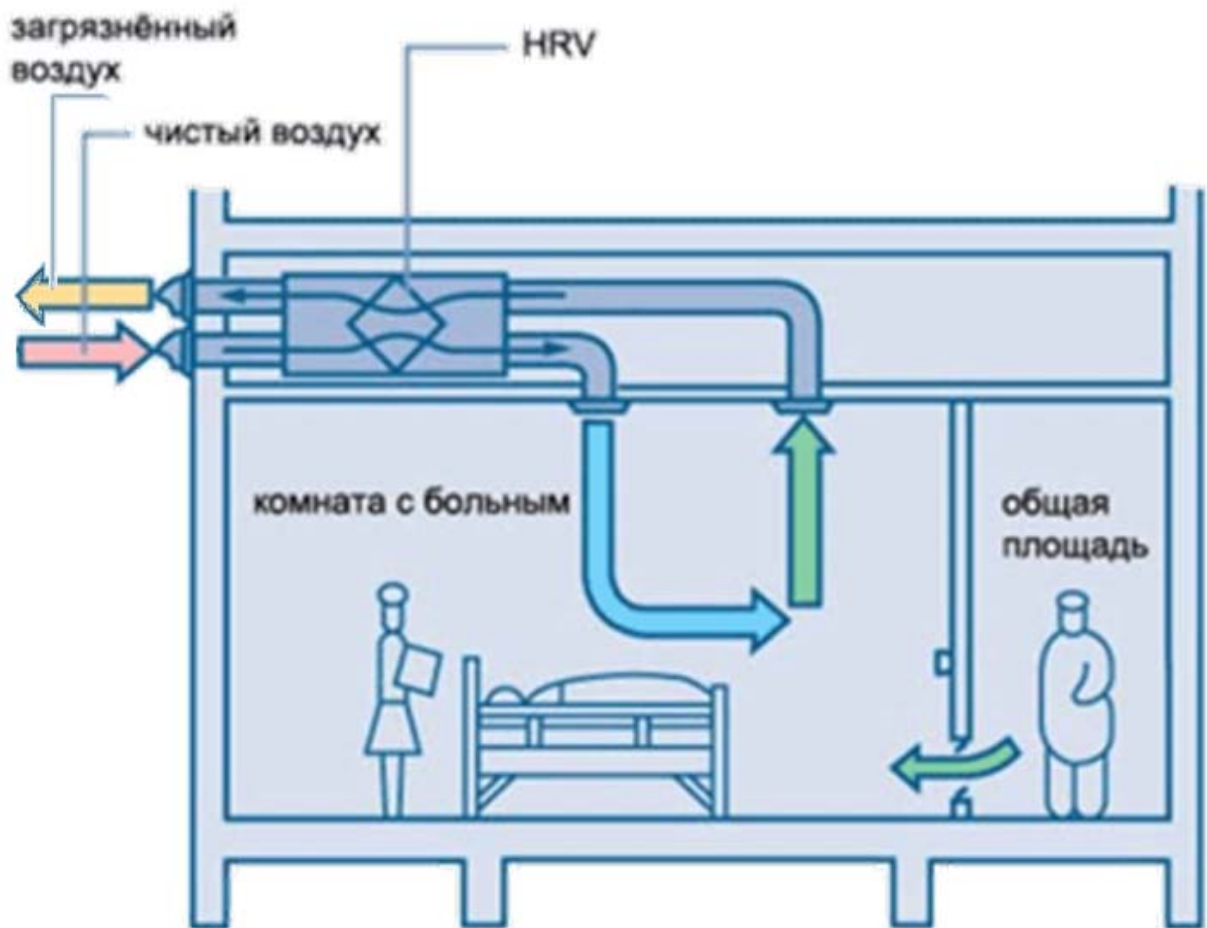 загрязнённый
воздух
HRV
чистый воздух
комната с больным
общая
площадь